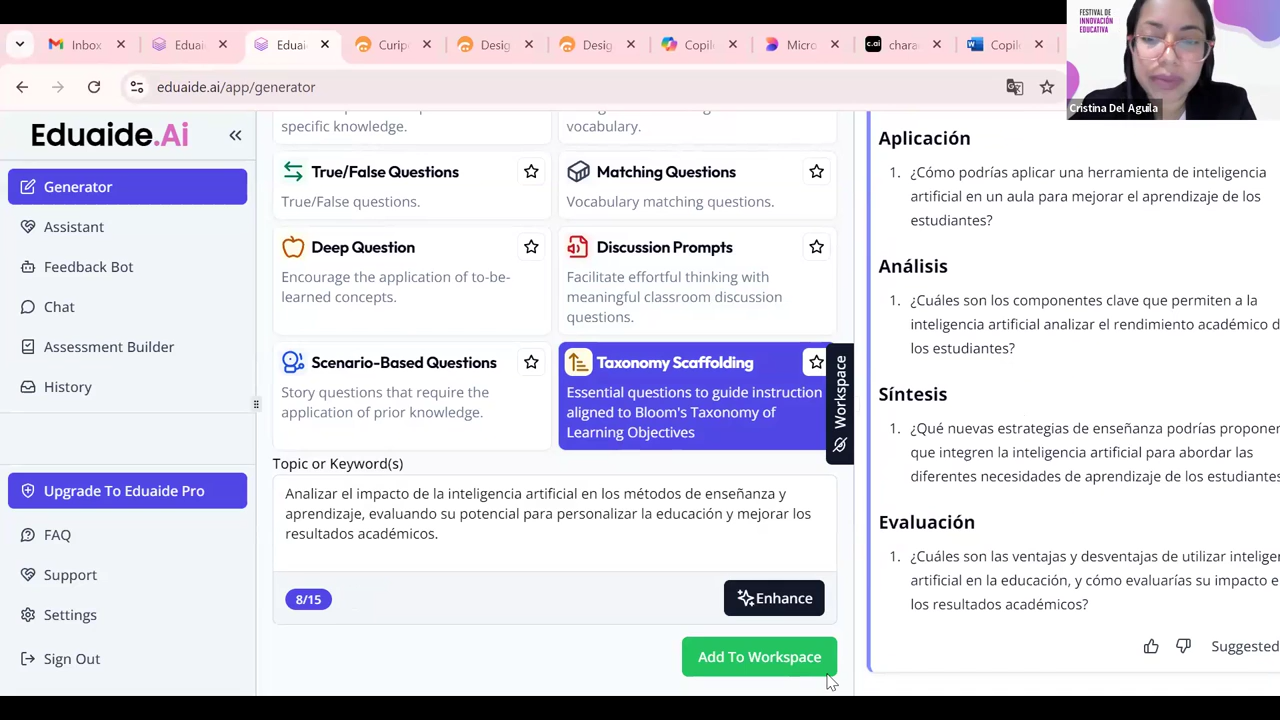 Inbox
Eduai
Eduai
Curip
Desig
Desig
Copil
Micro
c.ai
chara
Copil
FESTIVAL DE
INNOVACIÓN
EDUCATIVA
eduaide.ai/app/generator
Cristina Del Aguila
Eduaide.Ai
Generator
Assistant
Feedback Bot
Chat
Assessment Builder
History
Upgrade To Eduaide Pro
FAQ
Support
Settings
Sign Out
specific knowledge.
vocabulary.
True/False Questions
True/False questions.
Matching Questions
Vocabulary matching questions.
Deep Question
Encourage the application of to-be-
learned concepts.
Discussion Prompts
Facilitate effortful thinking with
meaningful classroom discussion
questions.
Scenario-Based Questions
Story questions that require the
application of prior knowledge.
Taxonomy Scaffolding
Essential questions to guide instruction
aligned to Bloom's Taxonomy of
Learning Objectives
Workspace
Topic or Keyword(s)
Analizar el impacto de la inteligencia artificial en los métodos de enseñanza y
aprendizaje, evaluando su potencial para personalizar la educación y mejorar los
resultados académicos.
8/15
Enhance
Add To Workspace
Aplicación
1. ¿Cómo podrías aplicar una herramienta de inteligencia
artificial en un aula para mejorar el aprendizaje de los
estudiantes?
Análisis
1. ¿Cuáles son los componentes clave que permiten a la
inteligencia artificial analizar el rendimiento académico d
los estudiantes?
Síntesis
1. ¿Qué nuevas estrategias de enseñanza podrías proponer
que integren la inteligencia artificial para abordar las
diferentes necesidades de aprendizaje de los estudiantes
Evaluación
1. ¿Cuáles son las ventajas y desventajas de utilizar intelige
artificial en la educación, y cómo evaluarías su impacto e
los resultados académicos?
Suggested